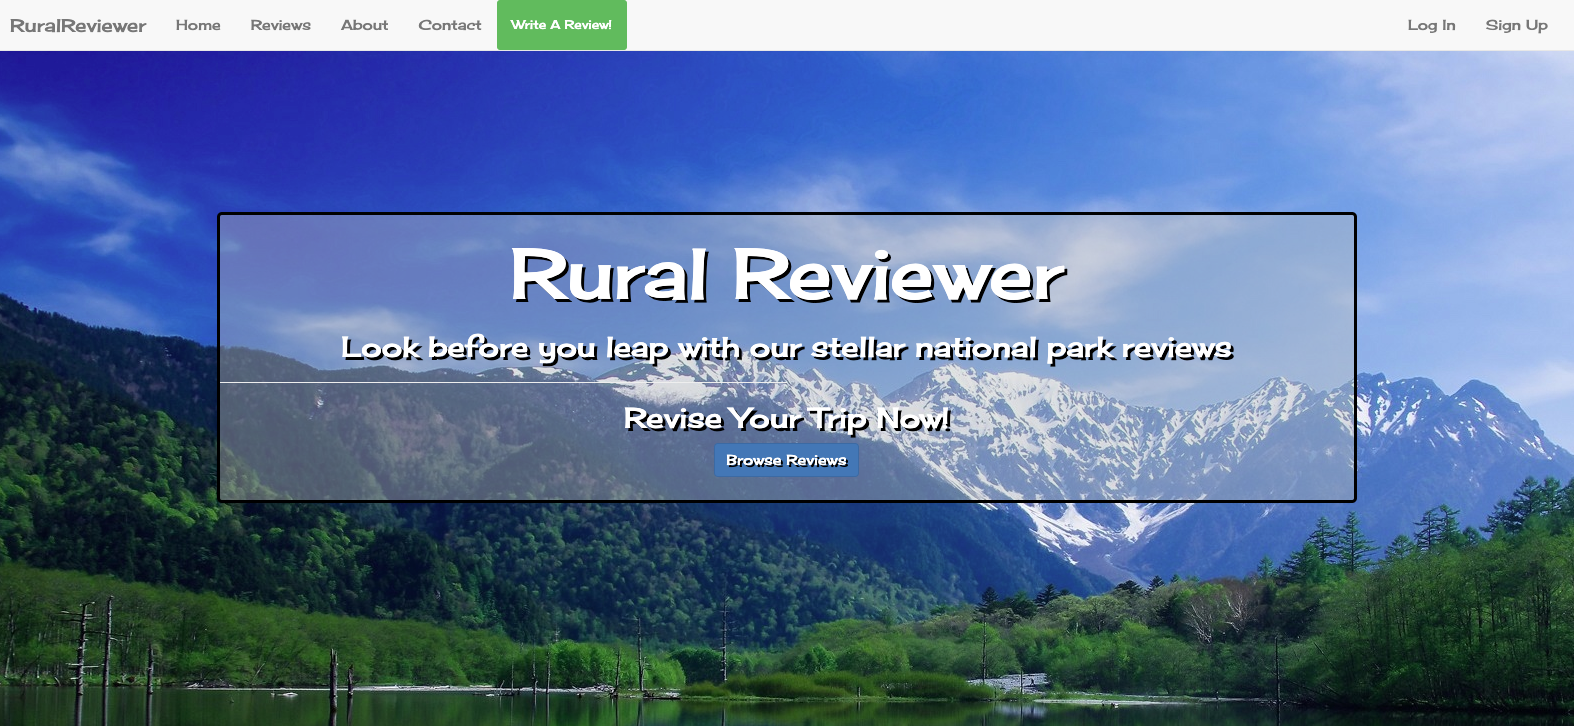 RuralReviewer Home Reviews About Contact Write A Review! Log In Sign Up
Rural Reviewer
Look before you leap with our stellar national park reviews
Revise Your Trip Now!
Browse Reviews